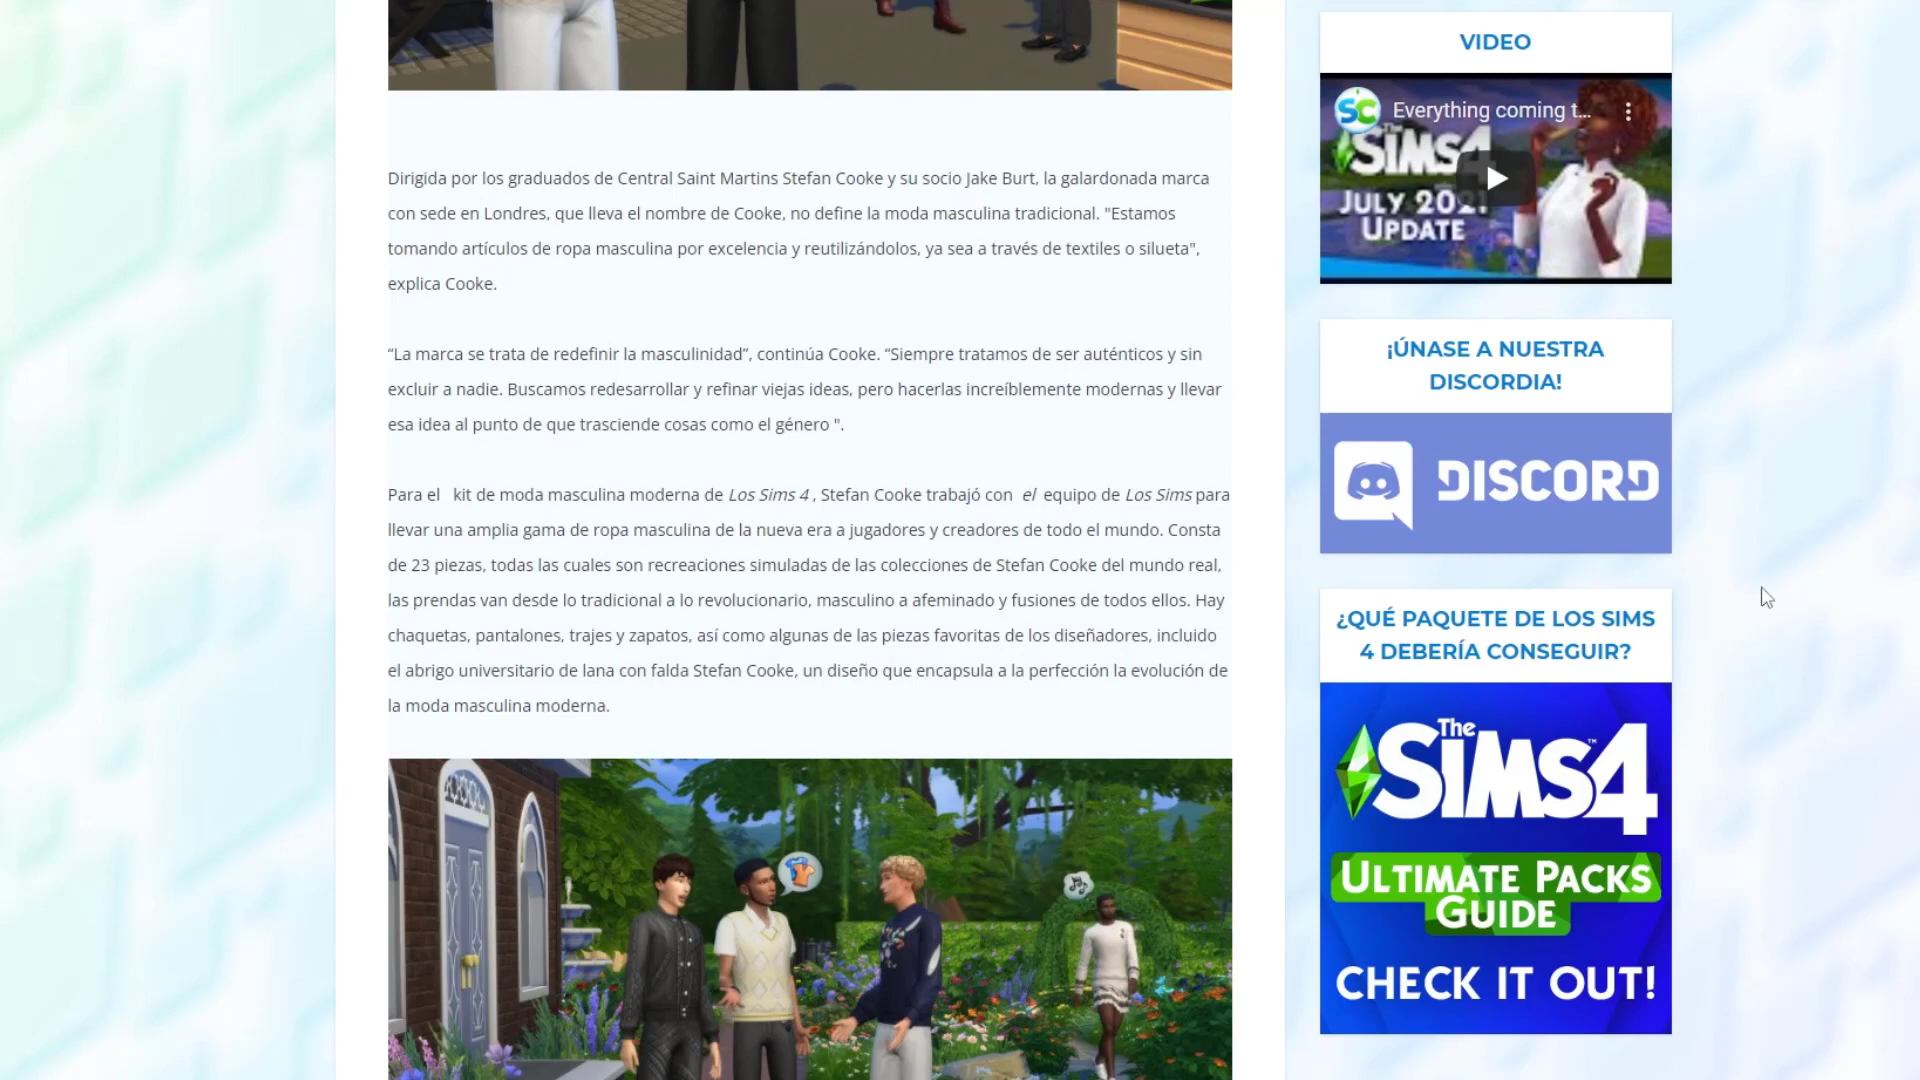 Dirigida por los graduados de Central Saint Martins Stefan Cooke y su socio Jake Burt, la galardonada marca
con sede en Londres, que lleva el nombre de Cooke, no define la moda masculina tradicional. "Estamos
tomando artículos de ropa masculina por excelencia y reutilizándolos, ya sea a través de textiles o silueta",
explica Cooke.
“La marca se trata de redefinir la masculinidad”, continúa Cooke. “Siempre tratamos de ser auténticos y sin
excluir a nadie. Buscamos redesarrollar y refinar viejas ideas, pero hacerlas increíblemente modernas y llevar
esa idea al punto de que trasciende cosas como el género ".
Para el kit de moda masculina moderna de Los Sims 4 , Stefan Cooke trabajó con el equipo de Los Sims para
llevar una amplia gama de ropa masculina de la nueva era a jugadores y creadores de todo el mundo. Consta
de 23 piezas, todas las cuales son recreaciones simuladas de las colecciones de Stefan Cooke del mundo real,
las prendas van desde lo tradicional a lo revolucionario, masculino a afeminado y fusiones de todos ellos. Hay
chaquetas, pantalones, trajes y zapatos, así como algunas de las piezas favoritas de los diseñadores, incluido
el abrigo universitario de lana con falda Stefan Cooke, un diseño que encapsula a la perfección la evolución de
la moda masculina moderna.
VIDEO
SC
Everything coming t...
The
SiMS4
JULY 2021
UPDATE
¡ÚNASE A NUESTRA
DISCORDIA!
DISCORD
¿QUÉ PAQUETE DE LOS SIMS
4 DEBERÍA CONSEGUIR?
The
SiMS4
ULTIMATE PACKS
GUIDE
CHECK IT OUT!